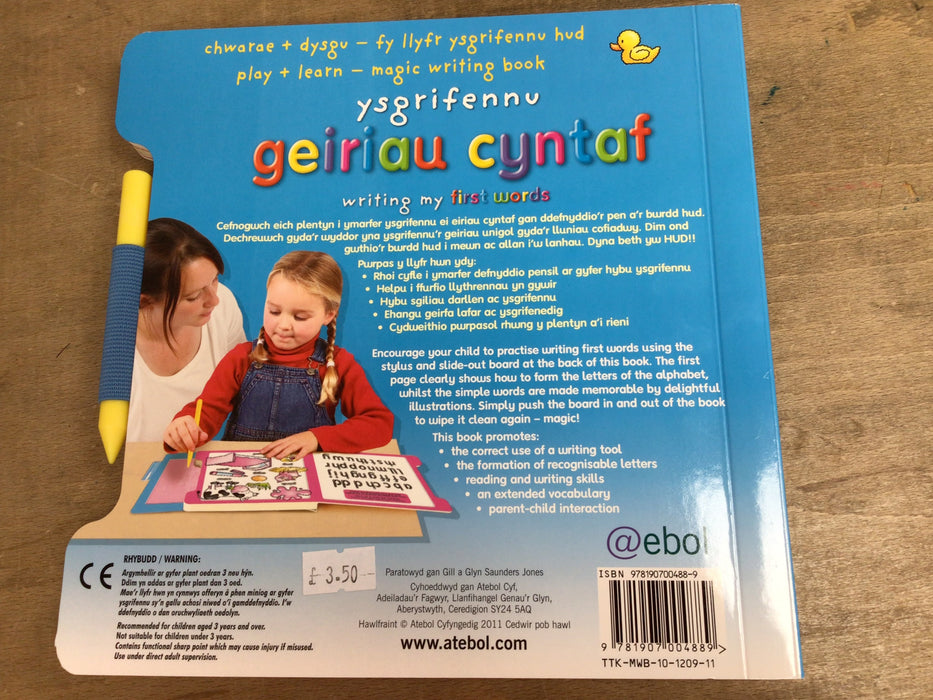 chwarae + dysgu – fy llyfr ysgrifennu hud
play + learn – magic writing book
ysgrifennu
geiriau cyntaf
writing my first words
Cefnogwch eich plentyn i ymarfer ysgrifennu ei eiriau cyntaf gan ddefnyddio'r pen a'r bwrdd hud.
Dechreuwch gyda'r wyddor yna ysgrifennu'r geiriau unigol gyda'r lluniau cofiadwy. Dim ond
gwthio'r bwrdd hud i mewn ac allan i'w lanhau. Dyna beth yw HUD!!
Pwrpas y llyfr hwn ydy:
• Rhoi cyfle i ymarfer defnyddio pensil ar gyfer hybu ysgrifennu
• Helpu i ffurfio llythrennau yn gywir
• Hybu sgiliau darllen ac ysgrifennu
• Ehangu geirfa lafar ac ysgrifenedig
• Cydweithio purpasol rhung y plentyn a'i rieni
Encourage your child to practise writing first words using the
stylus and slide-out board at the back of this book. The first
page clearly shows how to form the letters of the alphabet,
whilst the simple words are made memorable by delightful
illustrations. Simply push the board in and out of the book
to wipe it clean again – magic!
This book promotes:
• the correct use of a writing tool
• the formation of recognisable letters
• reading and writing skills
• an extended vocabulary
• parent-child interaction
abcchddd
effgnghij
lllmnopphr
rhstthuwy
@ebol
CE
RHYBUDD / WARNING:
Argymhellir ar gyfer plant oedran 3 neu hŷn.
Ddim yn addas ar gyfer plant dan 3 oed.
Mae'r llyfr hwn yn cynnwys offeryn â phen miniog ar gyfer
ysgrifennu sy'n gallu achosi niwed o'i gamddefnyddio. I'w
ddefnyddio o dan oruchwyliaeth oedolyn.
Recommended for children aged 3 years and over.
Not suitable for children under 3 years.
Contains functional sharp point which may cause injury if misused.
Use under direct adult supervision.
£3.50
Paratowyd gan Gill a Glyn Saunders Jones
Cyhoeddwyd gan Atebol Cyf,
Adeiladau'r Fagwyr, Llanfihangel Genau'r Glyn,
Aberystwyth, Ceredigion SY24 5AQ
Hawlfraint © Atebol Cyfyngedig 2011 Cedwir pob hawl
www.atebol.com
ISBN 978190700488-9
9 781907 004889 >
TTK-MWB-10-1209-11